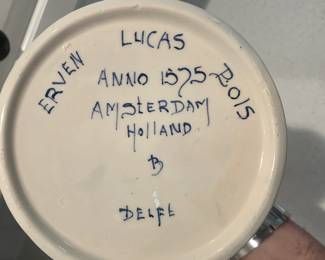 ERVEN LUCAS BOLS
ANNO 1575
AMSTERDAM
HOLLAND
B
DELFT